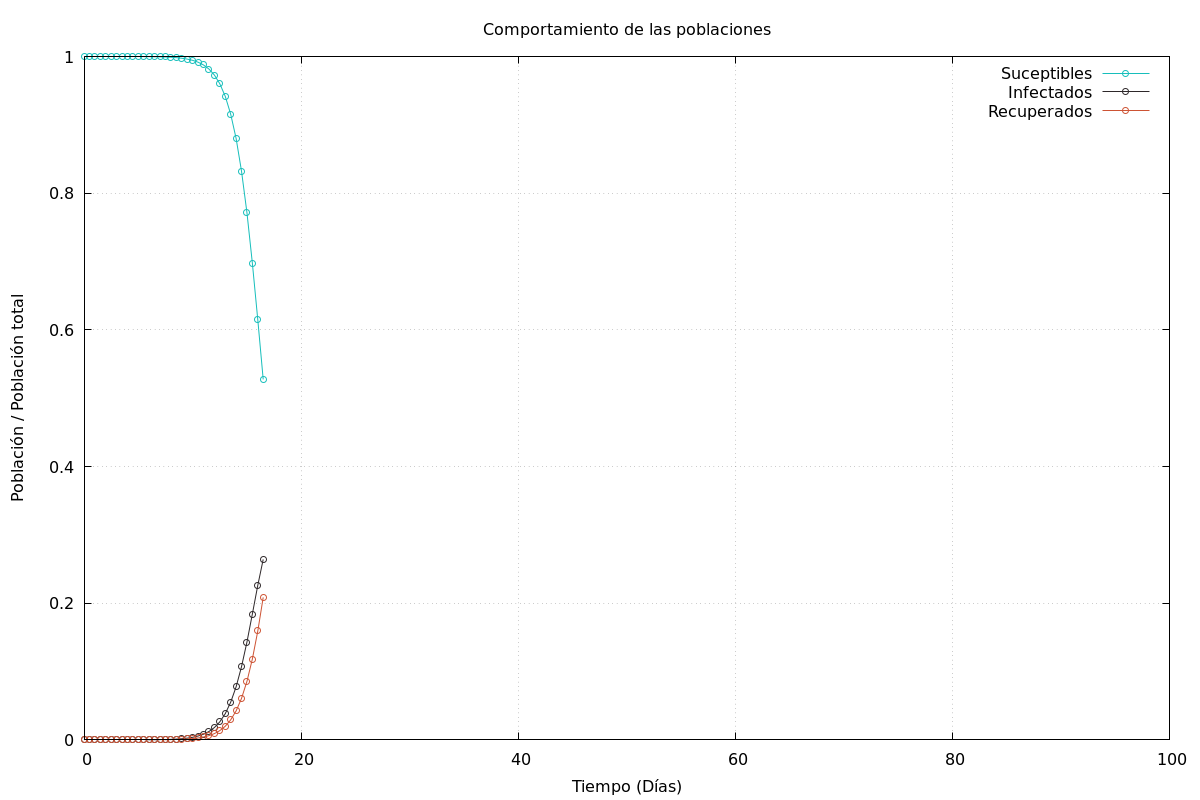 Comportamiento de las poblaciones
Suceptibles
Infectados
Recuperados
1
0.8
0.6
0.4
0.2
0
Población / Población total
0 20 40 60 80 100
Tiempo (Días)